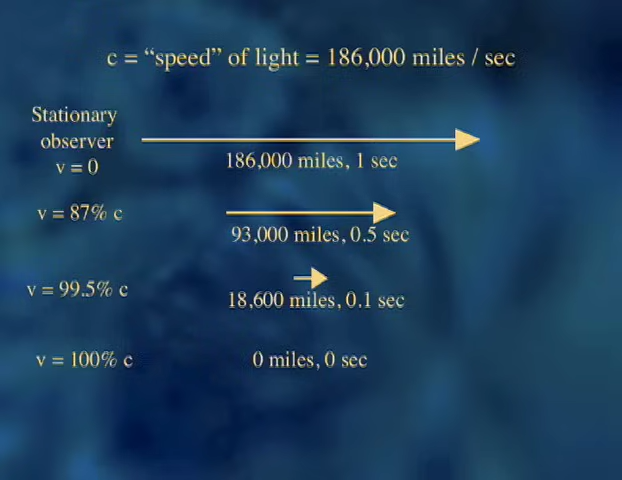 c = “speed” of light = 186,000 miles / sec
Stationary
observer
v = 0
186,000 miles, 1 sec
v = 87% c
93,000 miles, 0.5 sec
v = 99.5% c
18,600 miles, 0.1 sec
v = 100% c
0 miles, 0 sec